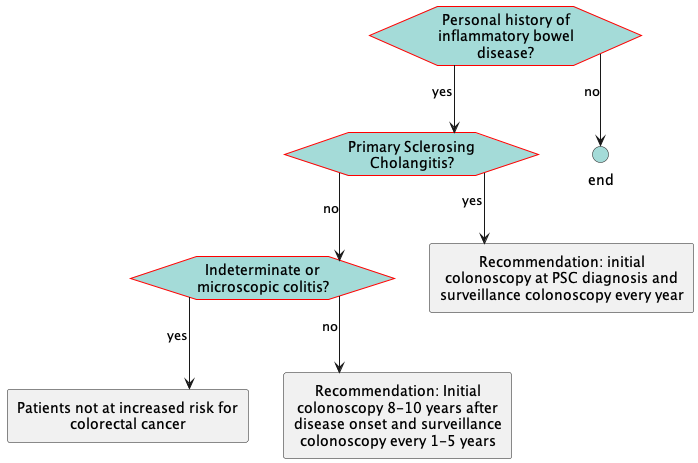 Personal history of
inflammatory bowel
disease?
yes
no
Primary Sclerosing
Cholangitis?
end
no
yes
Recommendation: initial
colonoscopy at PSC diagnosis and
surveillance colonoscopy every year
Indeterminate or
microscopic colitis?
yes
no
Patients not at increased risk for
colorectal cancer
Recommendation: Initial
colonoscopy 8-10 years after
disease onset and surveillance
colonoscopy every 1-5 years